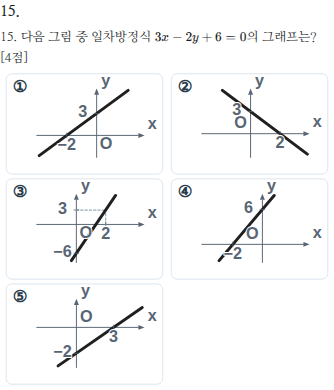 15.
15. 다음 그림 중 일차방정식 3x − 2y + 6 = 0의 그래프는?
[4점]
① y 3 x −2 O
② y 3 O x 2
③ y 3 x O 2 −6
④ y 6 O x −2
⑤ y O x 3 −2